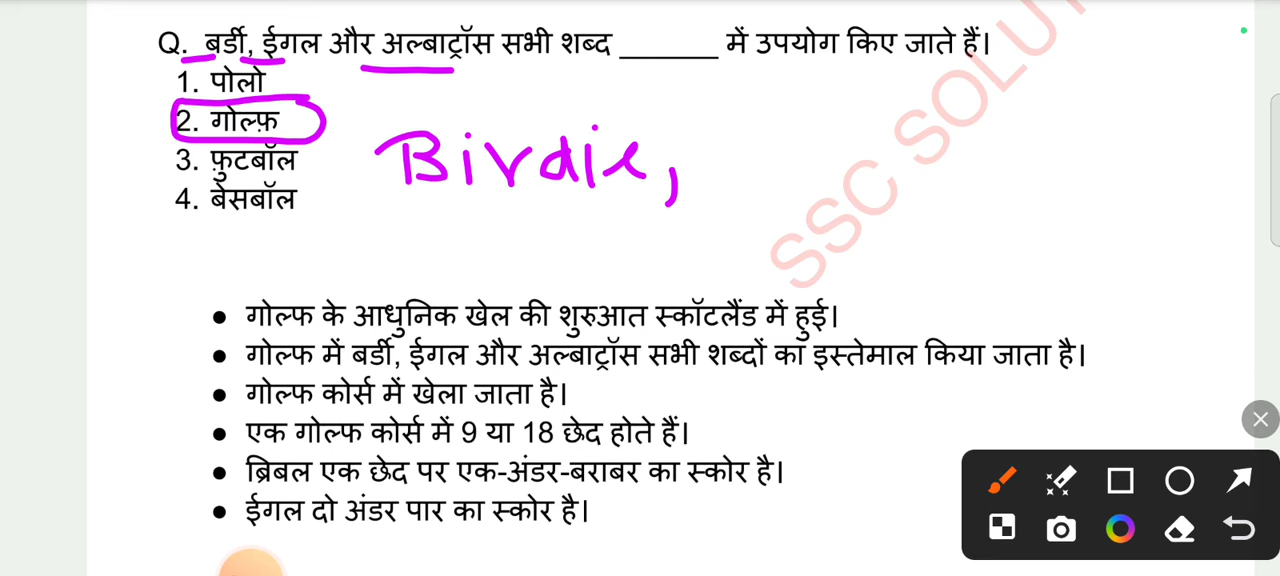 Q. बर्डी, ईगल और अल्बाट्रॉस सभी शब्द _______ में उपयोग किए जाते हैं।
1. पोलो
2. गोल्फ़
3. फ़ुटबॉल
4. बेसबॉल
Birdie,
SSC SOLUT
● गोल्फ के आधुनिक खेल की शुरुआत स्कॉटलैंड में हुई।
● गोल्फ में बर्डी, ईगल और अल्बाट्रॉस सभी शब्दों का इस्तेमाल किया जाता है।
● गोल्फ कोर्स में खेला जाता है।
● एक गोल्फ कोर्स में 9 या 18 छेद होते हैं।
● ब्रिबल एक छेद पर एक-अंडर-बराबर का स्कोर है।
● ईगल दो अंडर पार का स्कोर है।